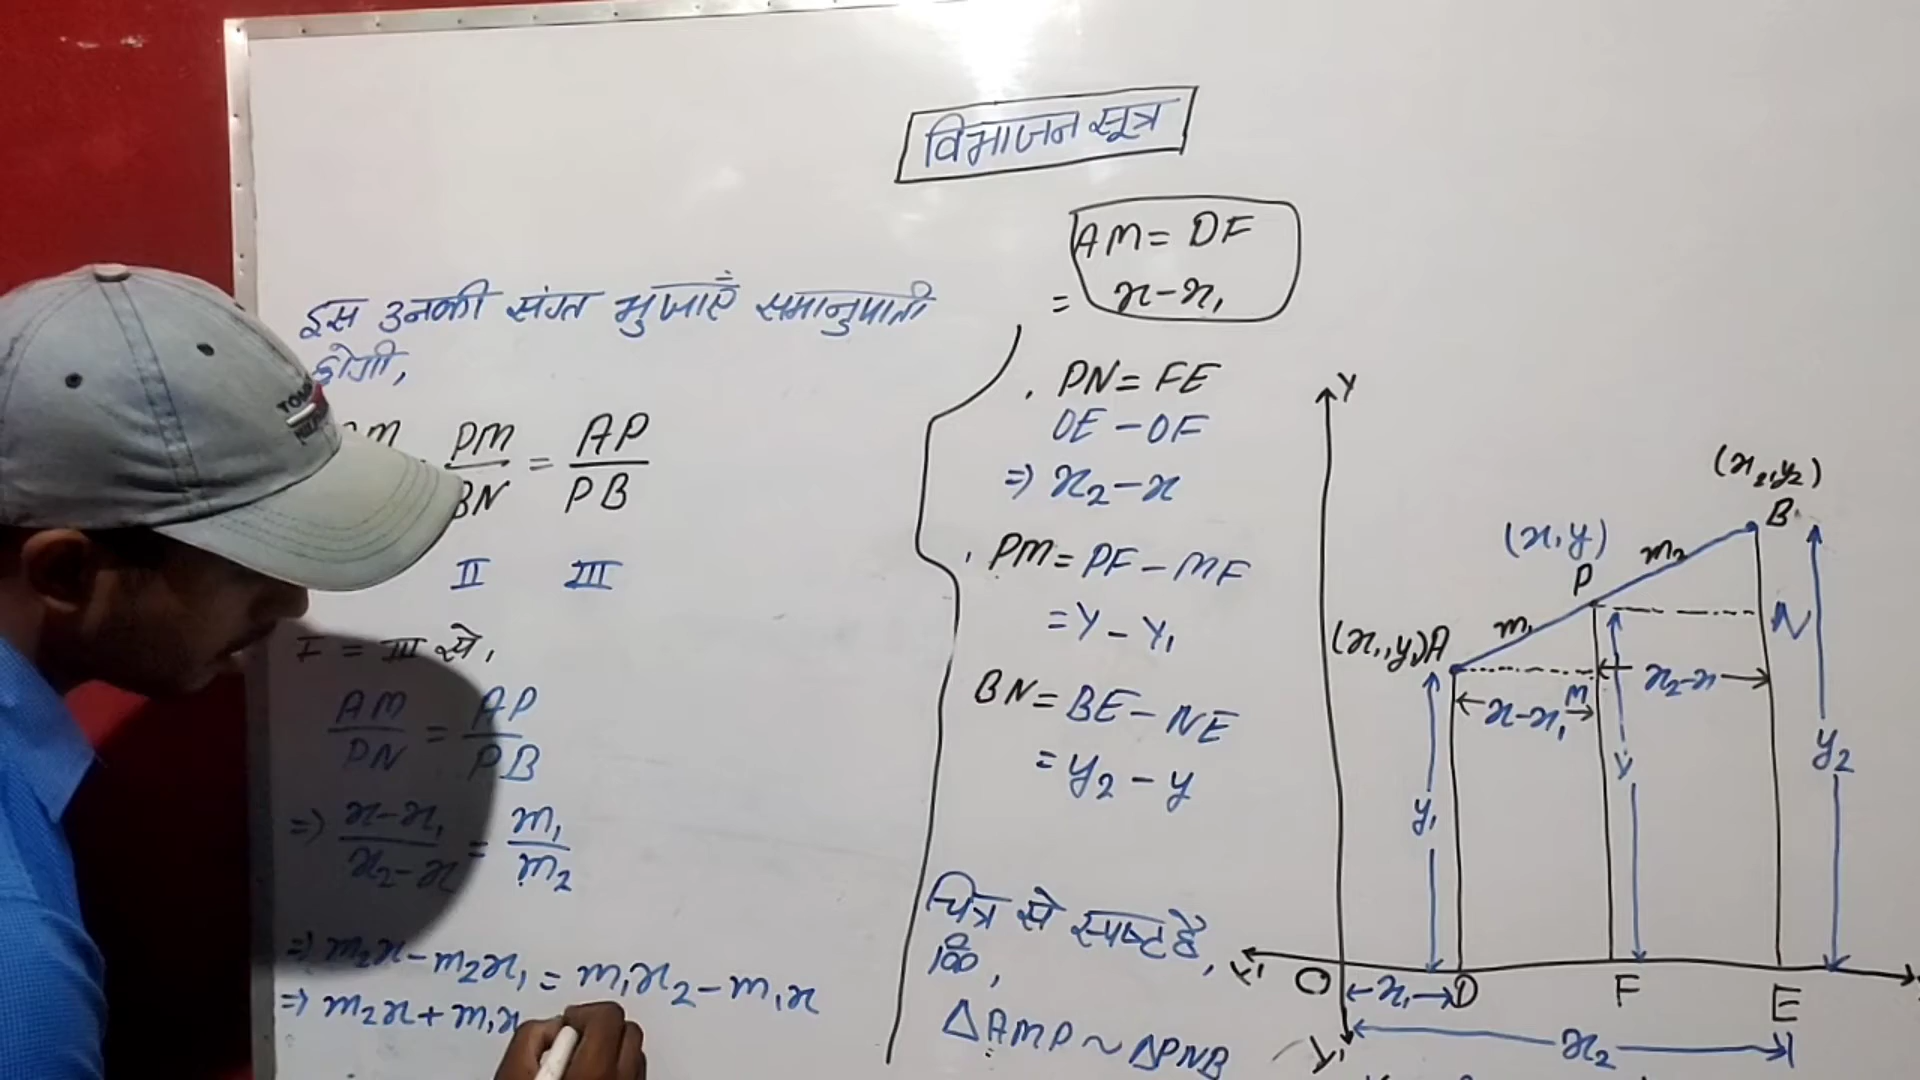 विभाजन सूत्र
इस उनकी संगत भुजाएँ समानुपाती
होगी,
PM/BN = AP/PB
II III
I = III से,
AM/PN = AP/PB
=> x-x₁/x₂-x = m₁/m₂
=> m₂x - m₂x₁ = m₁x₂ - m₁x
=> m₂x + m₁x
AM = DF
= x-x₁
, PN = FE
OE - OF
=> x₂-x
, PM = PF - MF
= Y - Y₁
BN = BE - NE
= y₂ - y
चित्र से स्पष्ट है,
कि,
△AMP ~ △PNB
Y
(x₂,y₂)
B
(x,y)
P
m₂
m₁
(x₁,y₁)A
N
M
x-x₁
x₂-x
y₁
y
y₂
X'
O
D
F
E
x₁
x₂
Y'